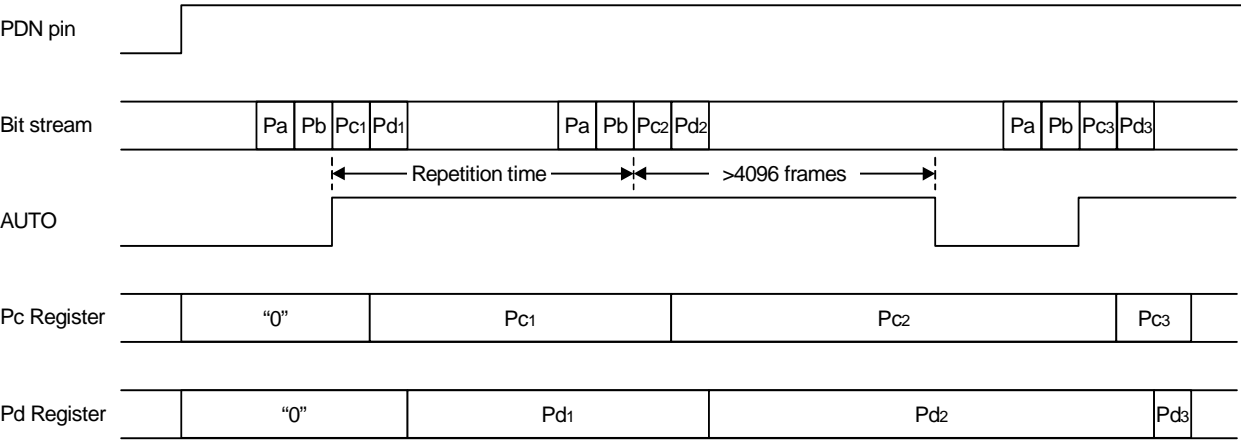 PDN pin
Bit stream Pa Pb Pc1 Pd1 Pa Pb Pc2 Pd2 Pa Pb Pc3 Pd3
Repetition time >4096 frames
AUTO
Pc Register “0” Pc1 Pc2 Pc3
Pd Register “0” Pd1 Pd2 Pd3